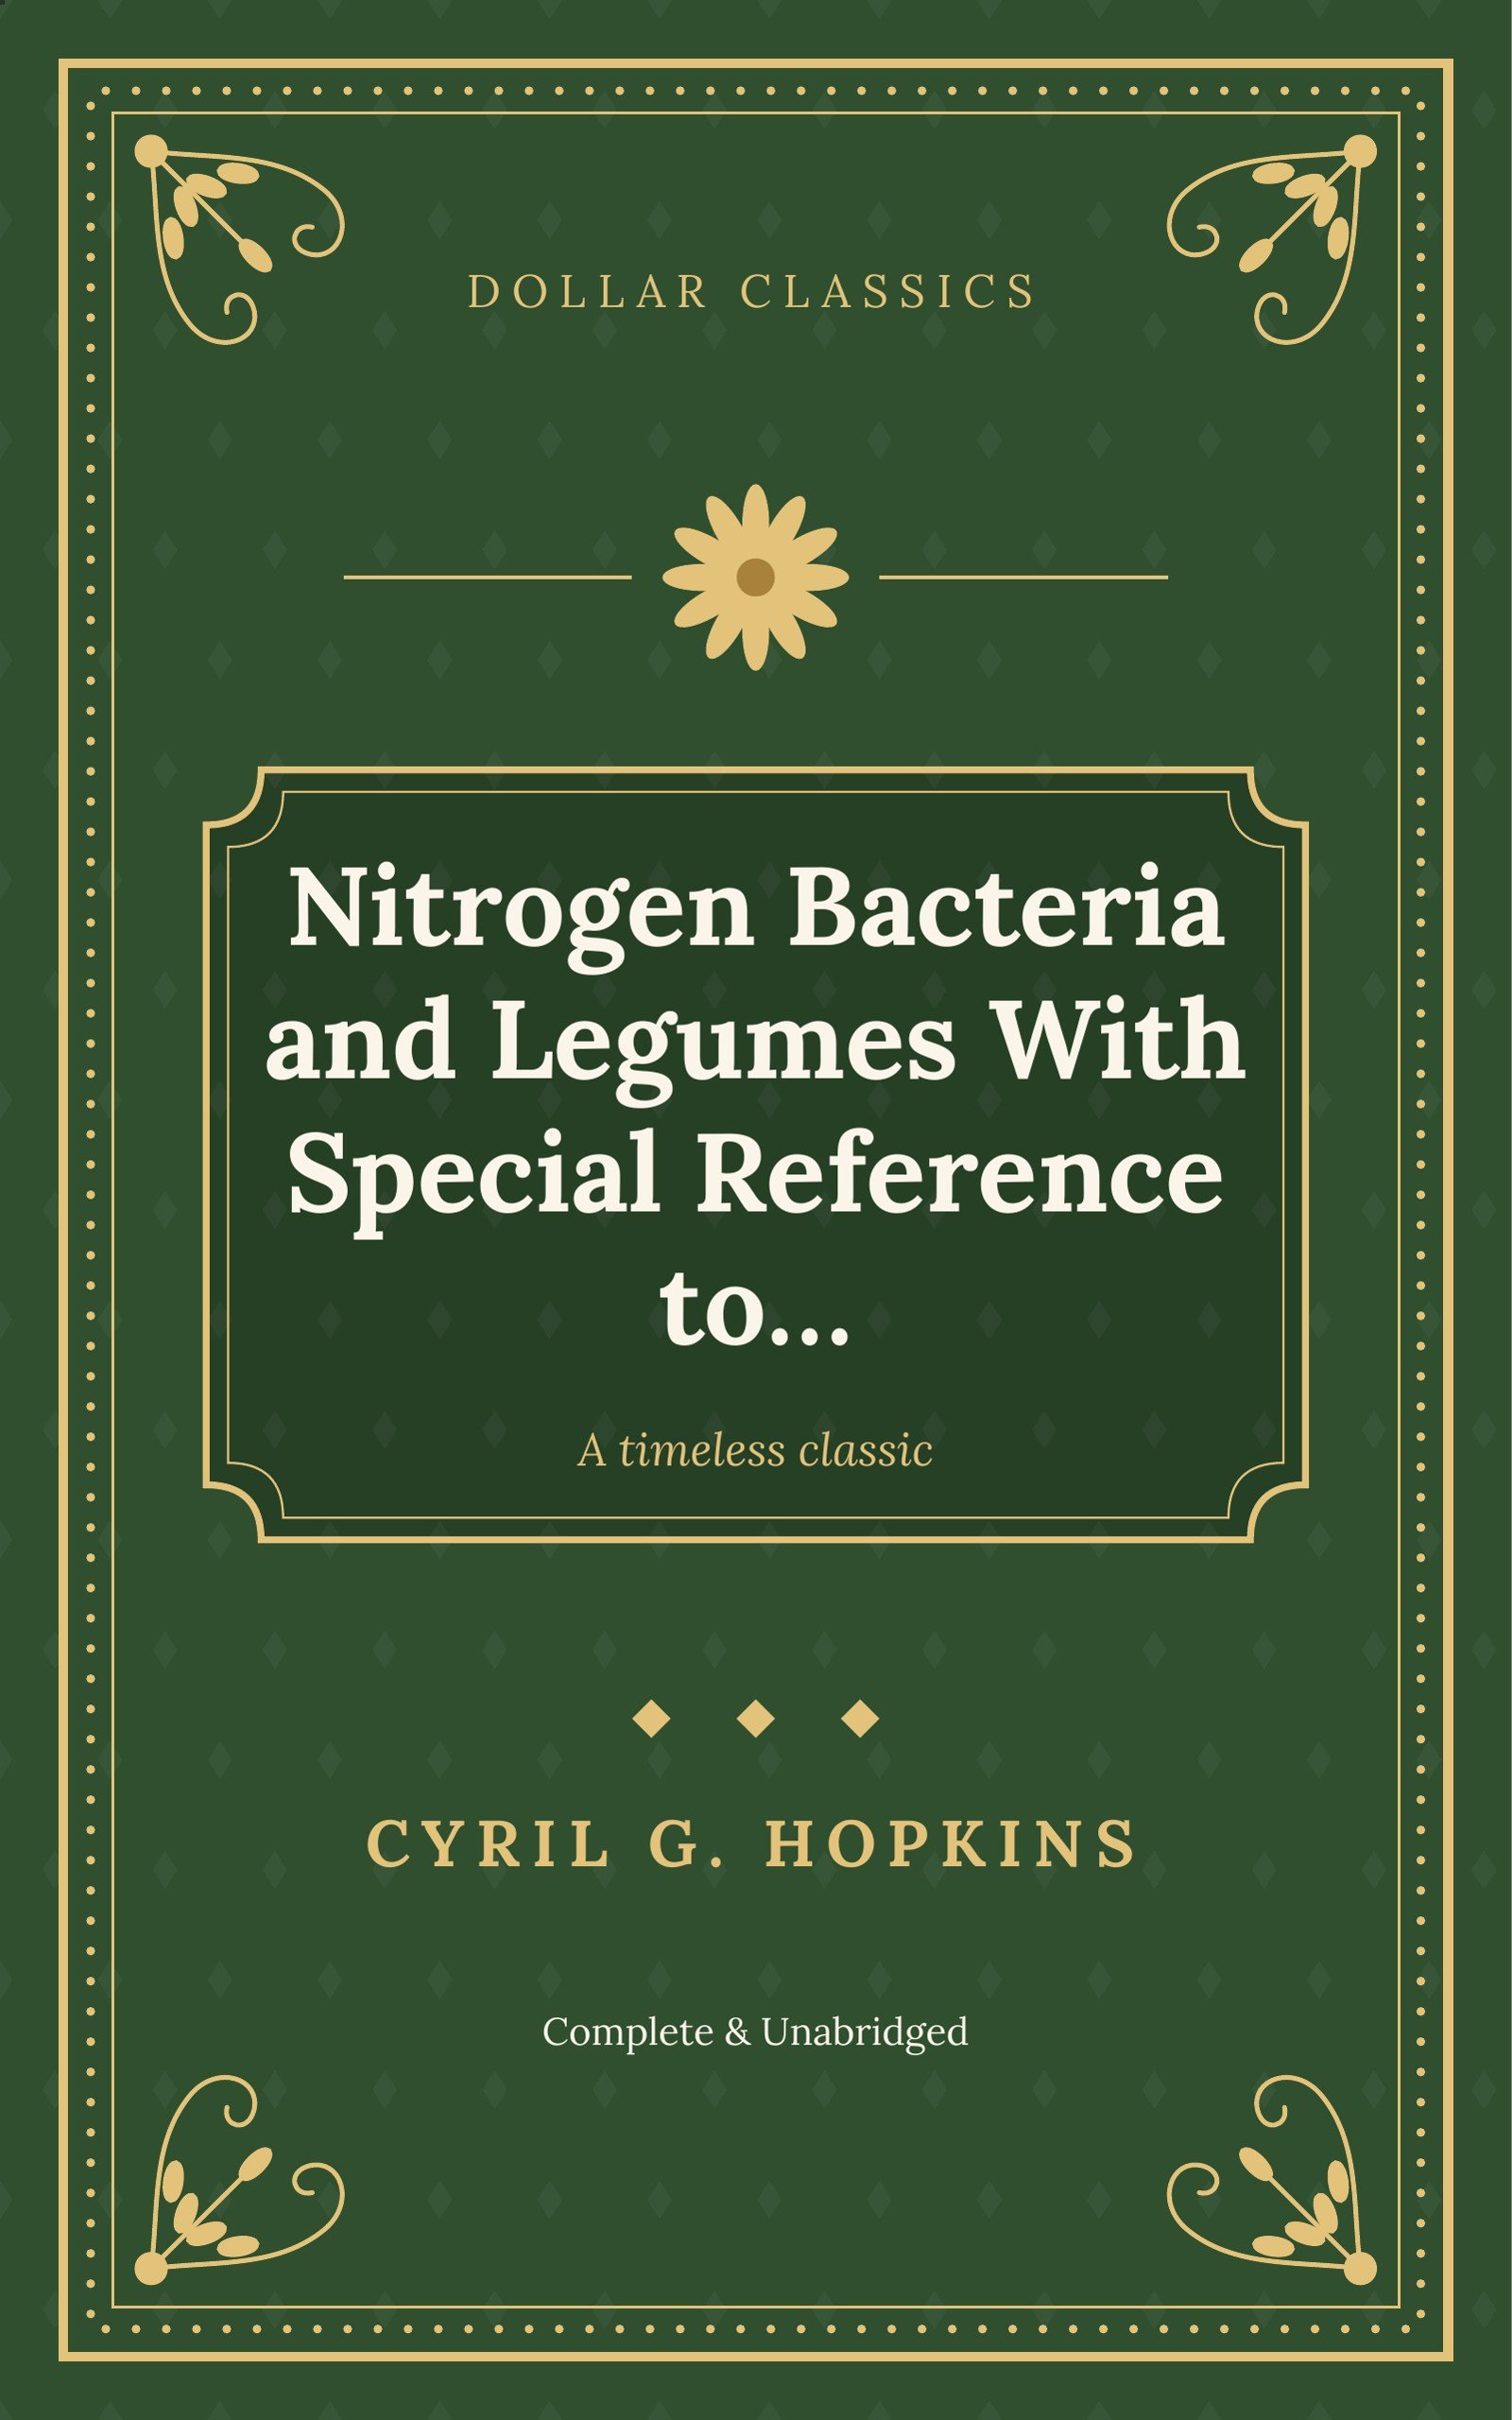 DOLLAR CLASSICS
Nitrogen Bacteria
and Legumes With
Special Reference
to...
A timeless classic
CYRIL G. HOPKINS
Complete & Unabridged